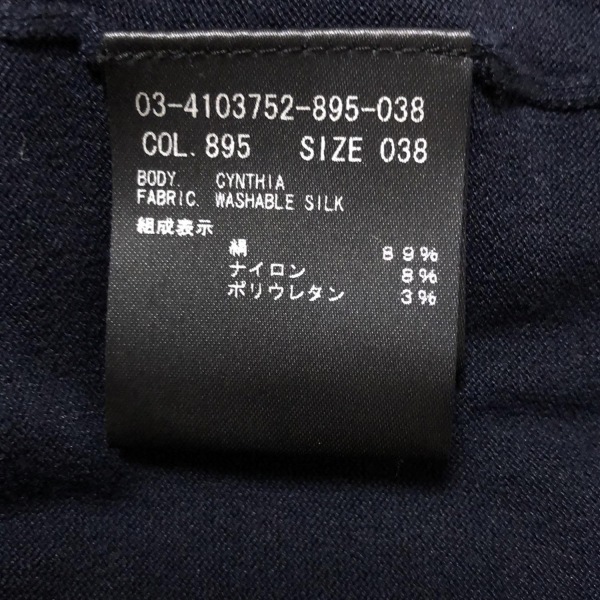 03-4103752-895-038
COL. 895 SIZE 038
BODY. CYNTHIA
FABRIC. WASHABLE SILK
組成表示
絹 89%
ナイロン 8%
ポリウレタン 3%